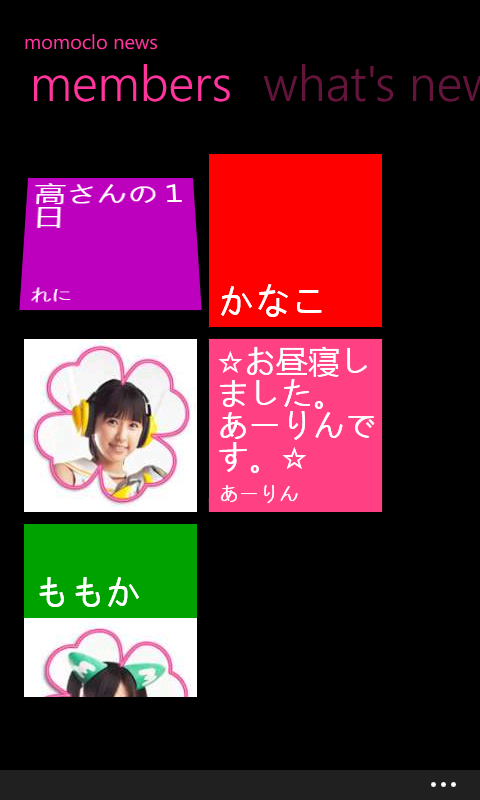 momoclo news
members what's new
高さんの１
日
れに
かなこ
☆お昼寝し
ました。
あーりんで
す。☆
あーりん
ももか